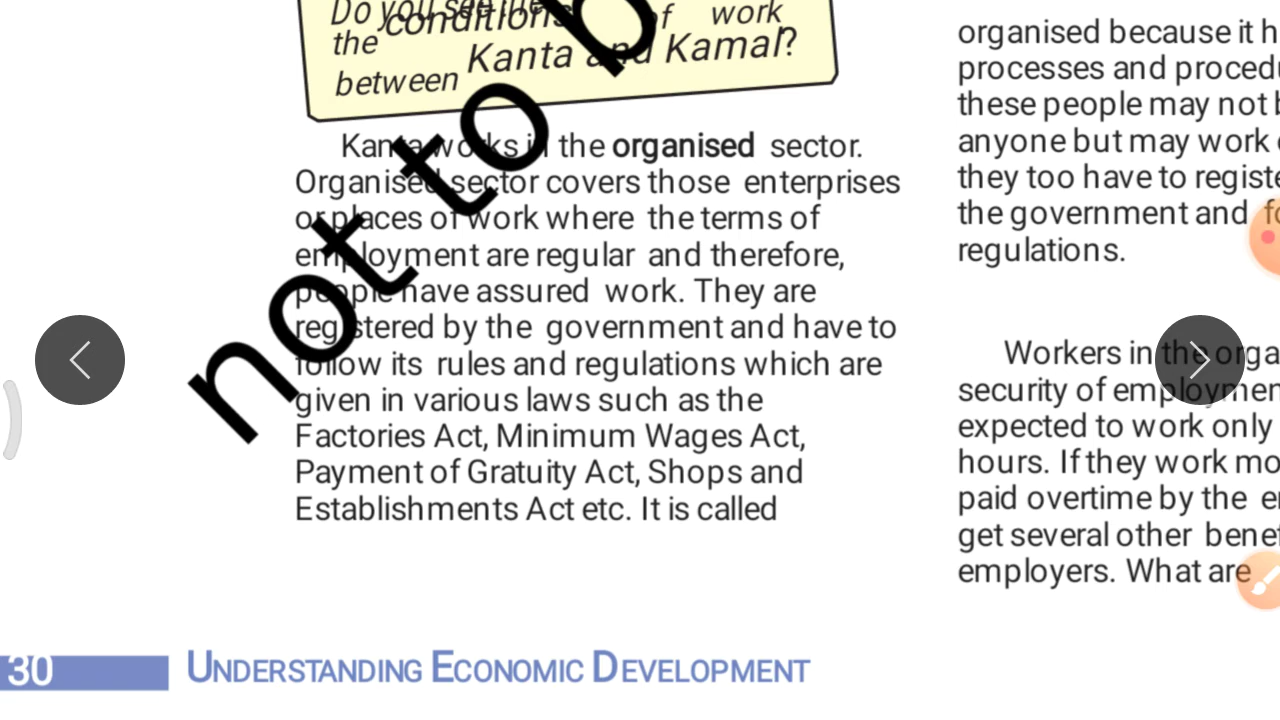 Do you see the
conditions of work
the
Kanta and Kamal?
between
Kanta works in the organised sector.
Organised sector covers those enterprises
or places of work where the terms of
employment are regular and therefore,
people have assured work. They are
registered by the government and have to
follow its rules and regulations which are
given in various laws such as the
Factories Act, Minimum Wages Act,
Payment of Gratuity Act, Shops and
Establishments Act etc. It is called
organised because it h
processes and procedu
these people may not b
anyone but may work
they too have to registe
the government and fo
regulations.
Workers in the orga
security of employmen
expected to work only
hours. If they work mo
paid overtime by the e
get several other benef
employers. What are
not to b
30 UNDERSTANDING ECONOMIC DEVELOPMENT